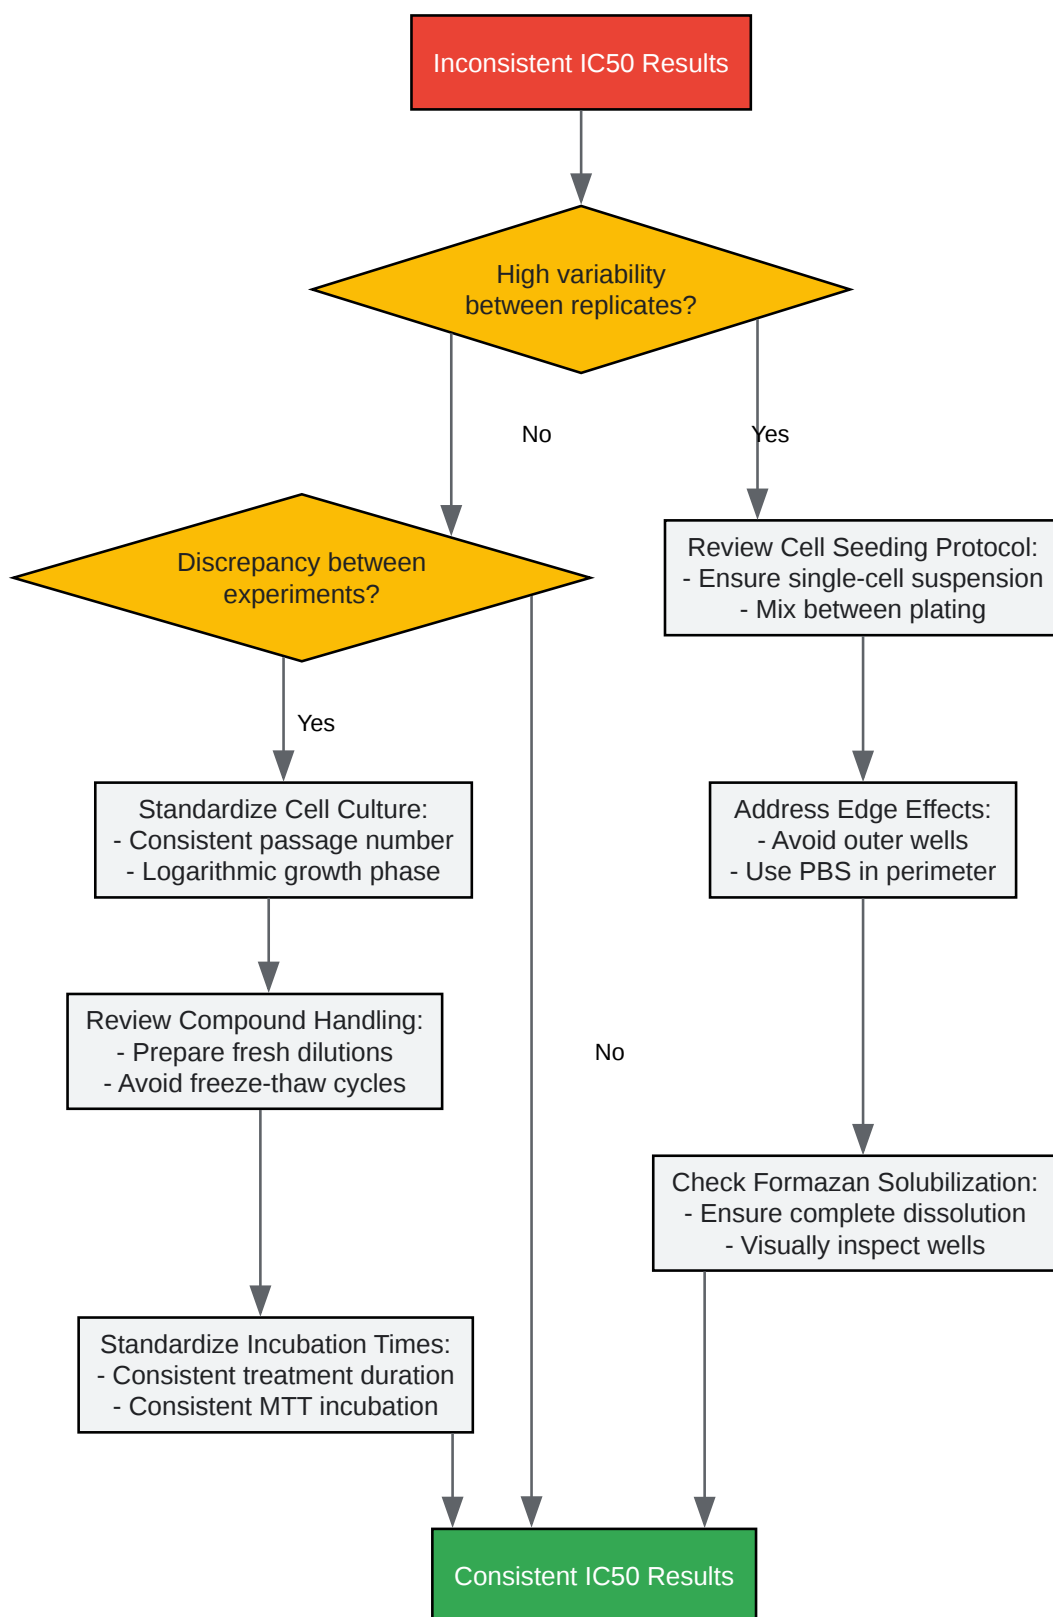 Inconsistent IC50 Results
High variability
between replicates?
No
Yes
Discrepancy between
experiments?
Review Cell Seeding Protocol:
- Ensure single-cell suspension
- Mix between plating
Yes
Standardize Cell Culture:
- Consistent passage number
- Logarithmic growth phase
Address Edge Effects:
- Avoid outer wells
- Use PBS in perimeter
Review Compound Handling:
- Prepare fresh dilutions
- Avoid freeze-thaw cycles
No
Check Formazan Solubilization:
- Ensure complete dissolution
- Visually inspect wells
Standardize Incubation Times:
- Consistent treatment duration
- Consistent MTT incubation
Consistent IC50 Results